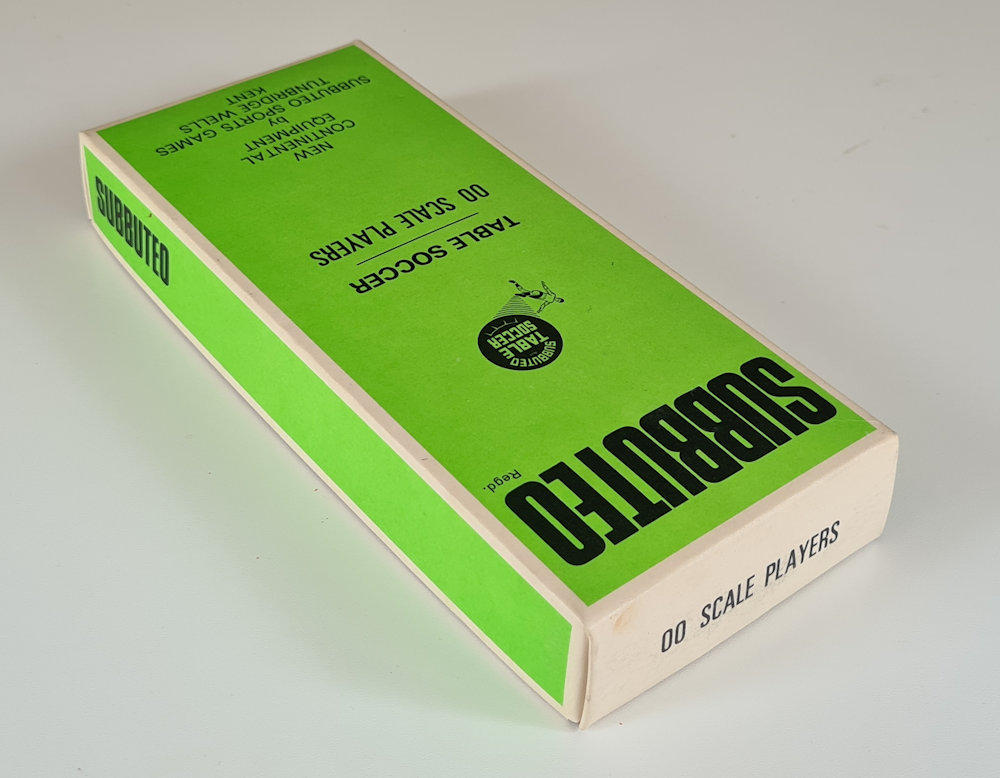 SUBBUTEO
Regd.
SUBBUTEO
TABLE
SOCCER
TABLE SOCCER
OO SCALE PLAYERS
NEW
CONTINENTAL
EQUIPMENT
by
SUBBUTEO SPORTS GAMES
TUNBRIDGE WELLS
KENT
SUBBUTEO
OO SCALE PLAYERS